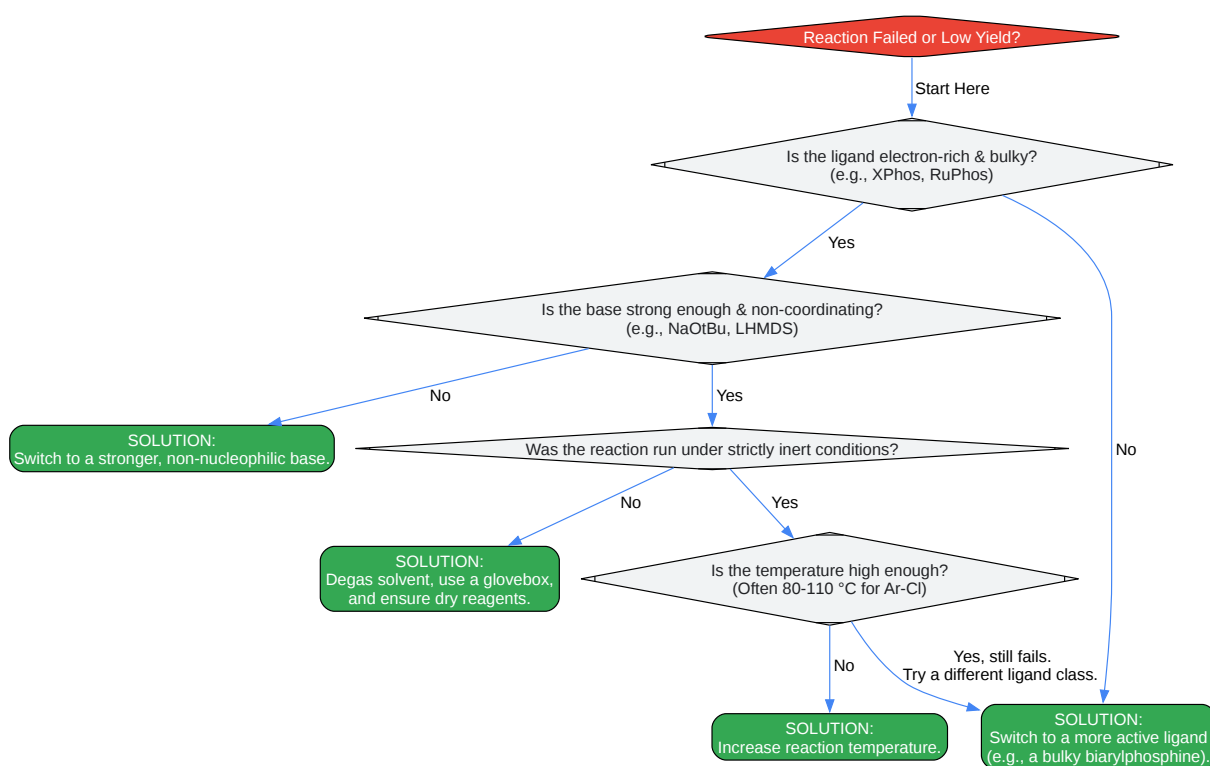 Reaction Failed or Low Yield?
Start Here
Is the ligand electron-rich & bulky?
(e.g., XPhos, RuPhos)
Yes
Is the base strong enough & non-coordinating?
(e.g., NaOtBu, LHMDS)
No
Yes
SOLUTION:
Switch to a stronger, non-nucleophilic base.
Was the reaction run under strictly inert conditions?
No
No
Yes
SOLUTION:
Degas solvent, use a glovebox,
and ensure dry reagents.
Is the temperature high enough?
(Often 80-110 °C for Ar-Cl)
No
Yes, still fails.
Try a different ligand class.
SOLUTION:
Increase reaction temperature.
SOLUTION:
Switch to a more active ligand
(e.g., a bulky biarylphosphine).